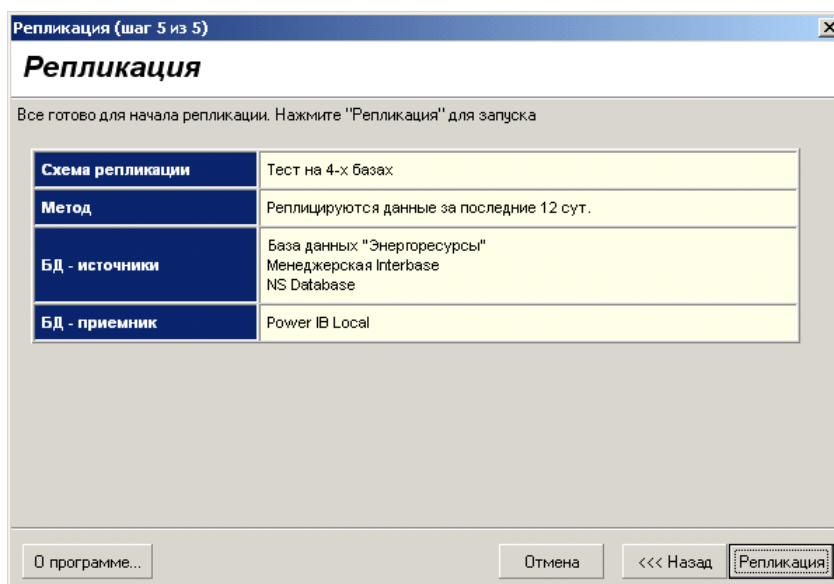 Репликация (шаг 5 из 5)
Репликация
Все готово для начала репликации. Нажмите "Репликация" для запуска
Схема репликации Тест на 4-х базах
Метод Реплицируются данные за последние 12 сут.
БД - источники База данных "Энергоресурсы"
Менеджерская Interbase
NS Database
БД - приемник Power IB Local
О программе... Отмена <<< Назад Репликация